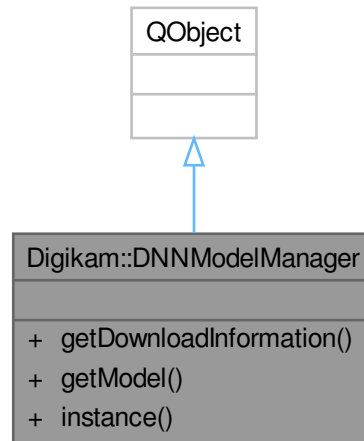 QObject
Digikam::DNNModelManager
+ getDownloadInformation()
+ getModel()
+ instance()